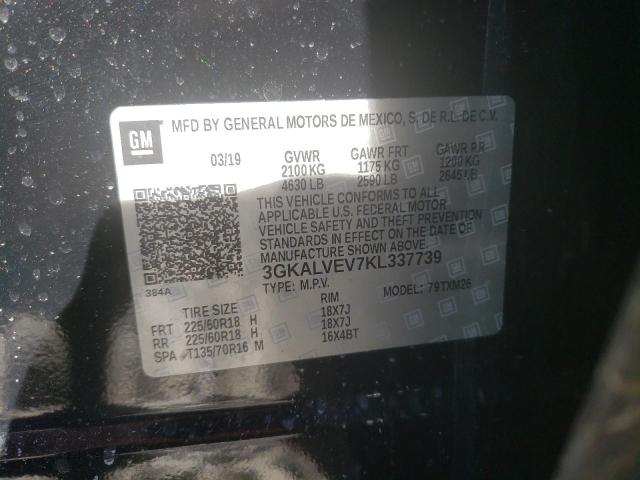 GM
MFD BY GENERAL MOTORS DE MEXICO, S. DE R.L. DE C.V.
03/19 GVWR GAWR FRT GAWR RR
2100 KG 1175 KG 1200 KG
4630 LB 2590 LB 2645 LB
THIS VEHICLE CONFORMS TO ALL
APPLICABLE U.S. FEDERAL MOTOR
VEHICLE SAFETY AND THEFT PREVENTION
STANDARDS IN EFFECT ON THE DATE OF
MANUFACTURE SHOWN ABOVE.
3GKALVEV7KL337739
384A TYPE: M.P.V. MODEL: 79TXM26
TIRE SIZE RIM
FRT 225/60R18 H 18X7J
RR 225/60R18 H 18X7J
SPA T135/70R16 M 16X4BT